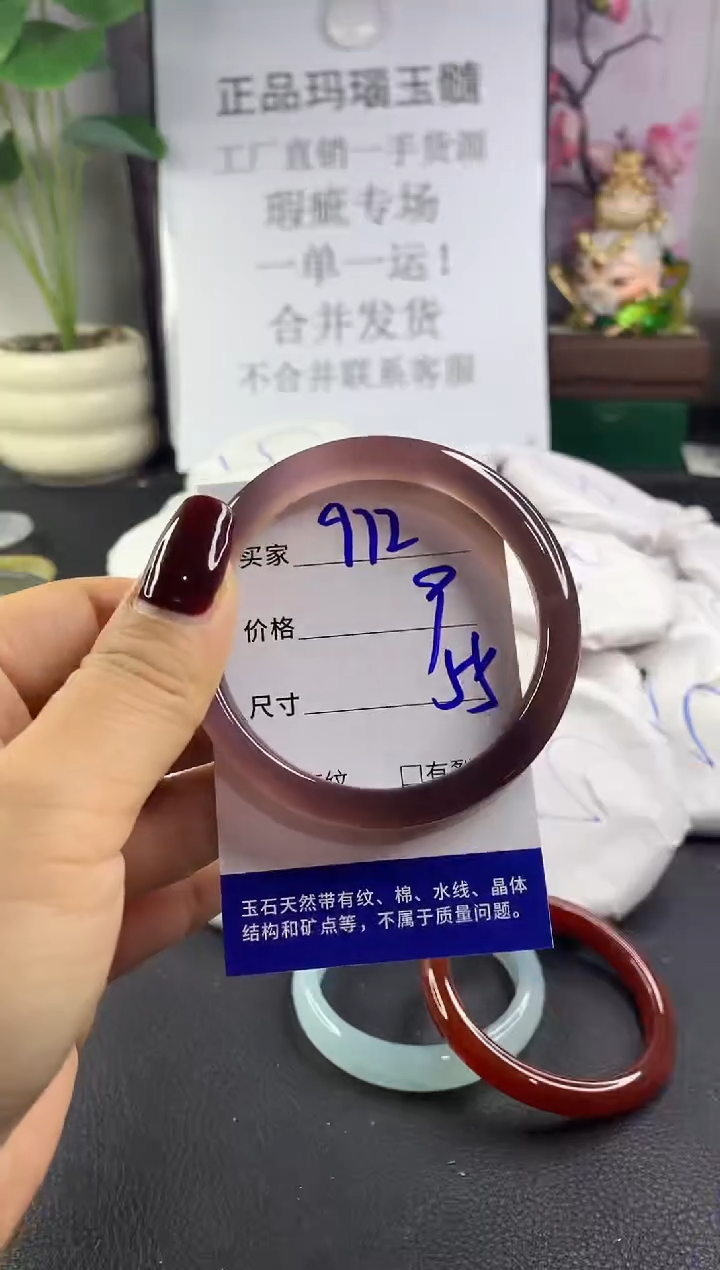 正品玛瑙玉髓
工厂直销一手货源
瑕疵专场
一单一运！
合并发货
不合并联系客服
买家 972
价格 9
尺寸 55
纹 □有裂
玉石天然带有纹、棉、水线、晶体
结构和矿点等，不属于质量问题。